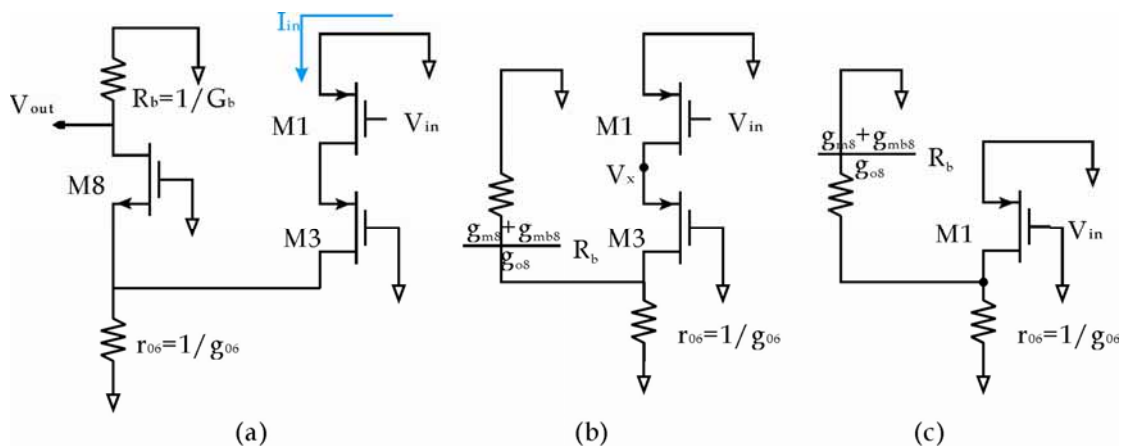 Iin
Rb=1/Gb
Vout
M1
Vin
M8
M3
r06=1/g06
(a)
M1
Vin
Vx
gm8+gmb8
go8
Rb
M3
r06=1/g06
(b)
gm8+gmb8
go8
Rb
M1
Vin
r06=1/g06
(c)